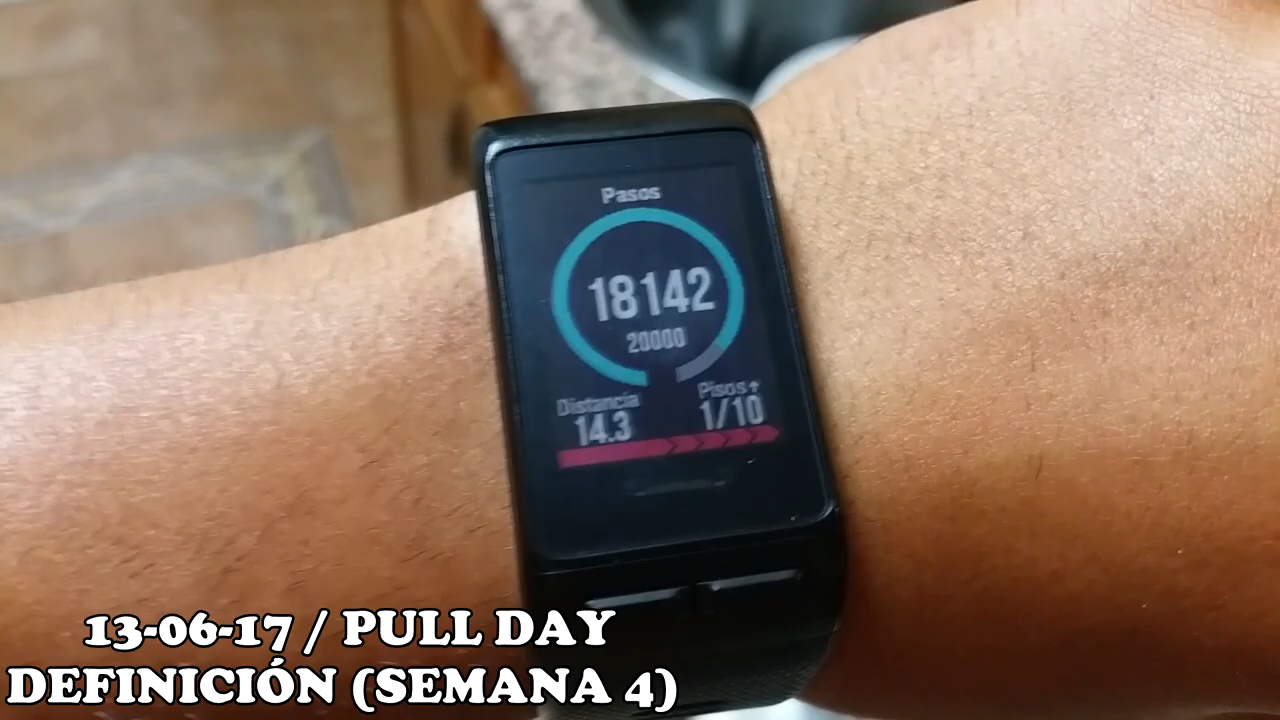 Pasos
18142
20000
Distancia Pisos↑
14.3 1/10
13-06-17 / PULL DAY
DEFINICIÓN (SEMANA 4)